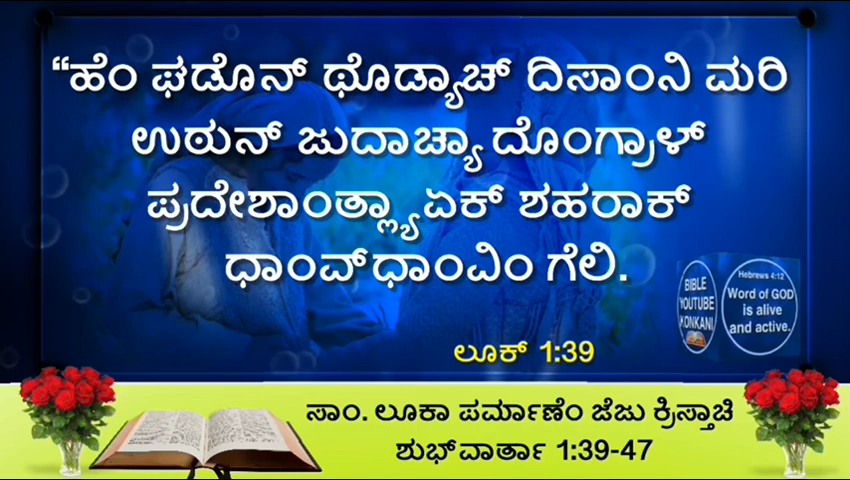 “ಹೆಂ ಘಡೊನ್ ಥೊಡ್ಯಾಚ್ ದಿಸಾಂನಿ ಮರಿ
ಉಠುನ್ ಜುದಾಚ್ಯಾ ದೊಂಗ್ರಾಳ್
ಪ್ರದೇಶಾಂತ್ಲ್ಯಾ ಏಕ್ ಶಹರಾಕ್
ಧಾಂವ್‌ಧಾಂವಿಂ ಗೆಲಿ.
BIBLE
YOUTUBE
KONKANI
Hebrews 4:12
Word of GOD
is alive
and active.
ಲೂಕ್ 1:39
ಸಾಂ. ಲೂಕಾ ಪರ್ಮಾಣೆಂ ಜೆಜು ಕ್ರಿಸ್ತಾಚಿ
ಶುಭ್‌ವಾರ್ತಾ 1:39-47